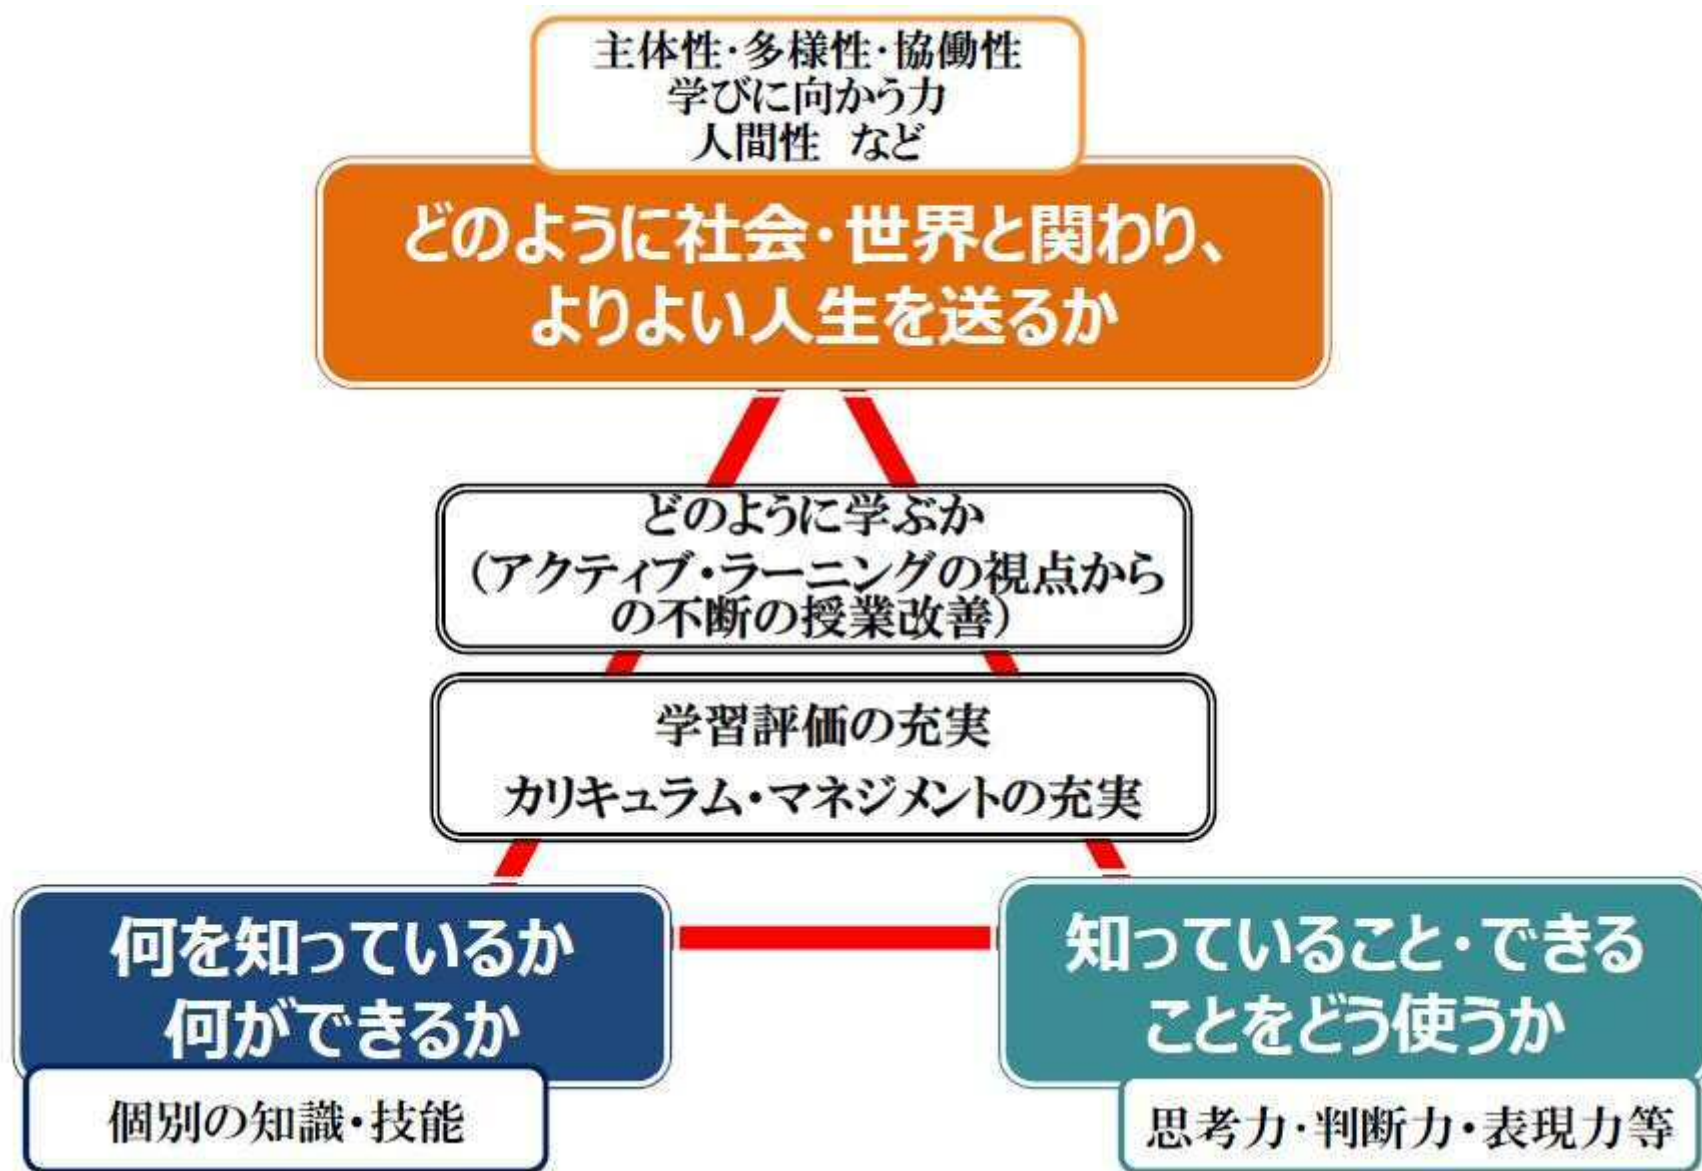 主体性・多様性・協働性
学びに向かう力
人間性 など
どのように社会・世界と関わり、
よりよい人生を送るか
どのように学ぶか
（アクティブ・ラーニングの視点から
の不断の授業改善）
学習評価の充実
カリキュラム・マネジメントの充実
何を知っているか
何ができるか
個別の知識・技能
知っていること・できる
ことをどう使うか
思考力・判断力・表現力等